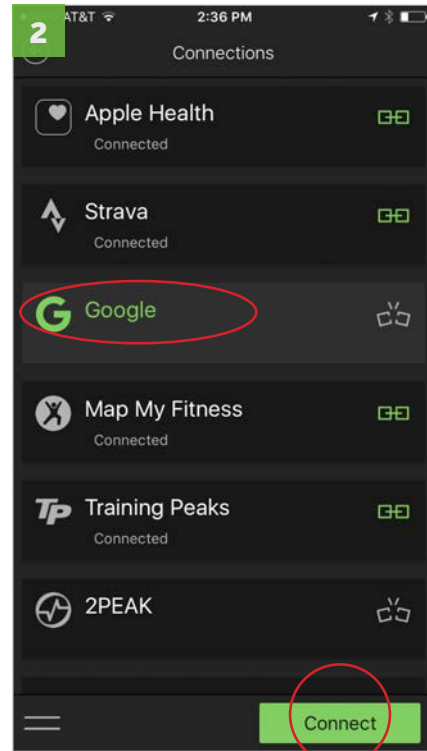 2
AT&T 2:36 PM
Connections
Apple Health
Connected
Strava
Connected
G Google
Map My Fitness
Connected
TP Training Peaks
Connected
2PEAK
Connect